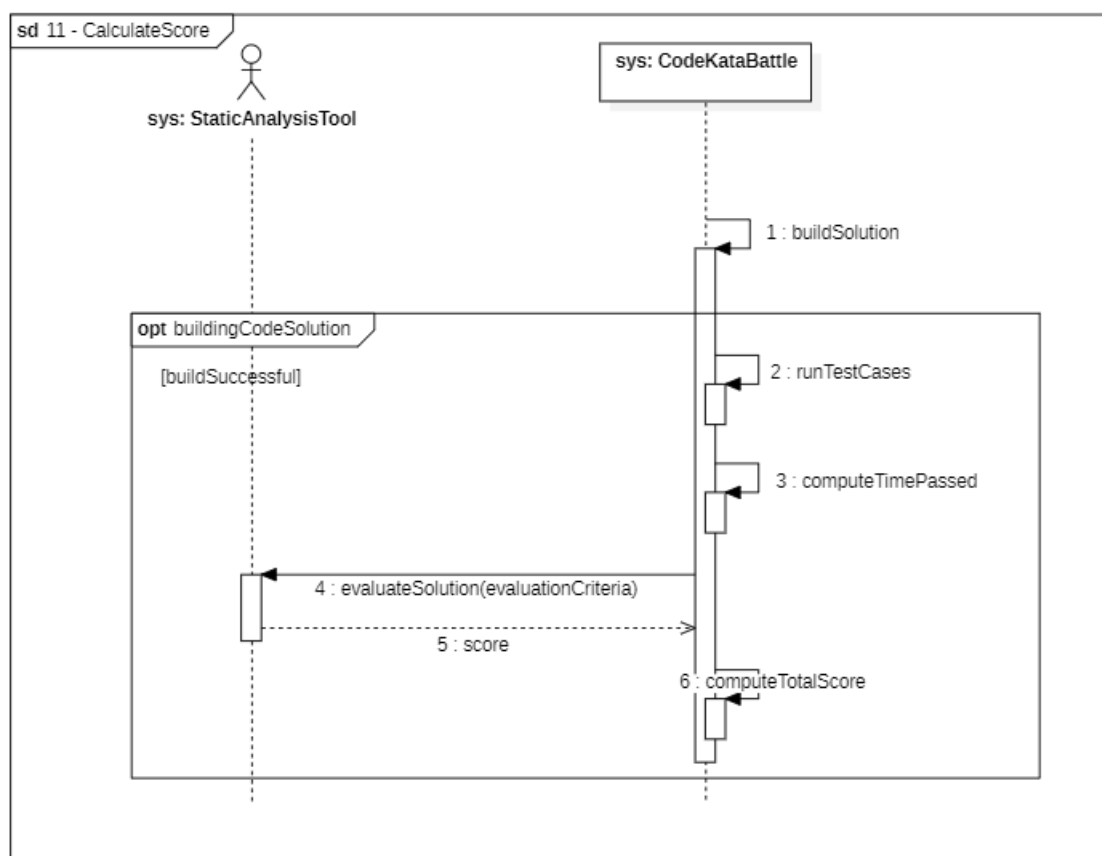 sd 11 - CalculateScore
sys: StaticAnalysisTool
sys: CodeKataBattle
1 : buildSolution
opt buildingCodeSolution
[buildSuccessful]
2 : runTestCases
3 : computeTimePassed
4 : evaluateSolution(evaluationCriteria)
5 : score
6 : computeTotalScore